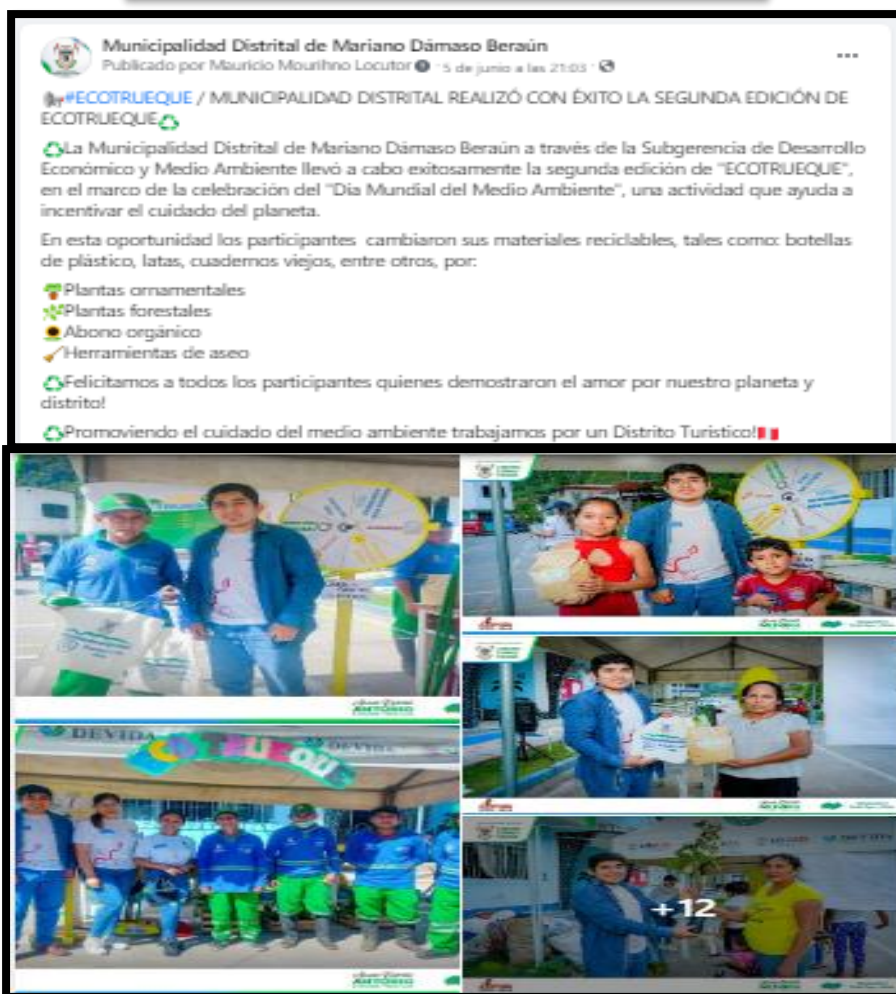 Municipalidad Distrital de Mariano Dámaso Beraún
Publicado por Mauricio Mourihno Locutor · 5 de junio a las 21:03 ·
#ECOTRUEQUE / MUNICIPALIDAD DISTRITAL REALIZÓ CON ÉXITO LA SEGUNDA EDICIÓN DE
ECOTRUEQUE
La Municipalidad Distrital de Mariano Dámaso Beraún a través de la Subgerencia de Desarrollo
Económico y Medio Ambiente llevó a cabo exitosamente la segunda edición de "ECOTRUEQUE",
en el marco de la celebración del "Día Mundial del Medio Ambiente", una actividad que ayuda a
incentivar el cuidado del planeta.
En esta oportunidad los participantes cambiaron sus materiales reciclables, tales como: botellas
de plástico, latas, cuadernos viejos, entre otros, por:
Plantas ornamentales
Plantas forestales
Abono orgánico
Herramientas de aseo
Felicitamos a todos los participantes quienes demostraron el amor por nuestro planeta y
distrito!
Promoviendo el cuidado del medio ambiente trabajamos por un Distrito Turístico!
DEVIDA
DEVIDA
+12